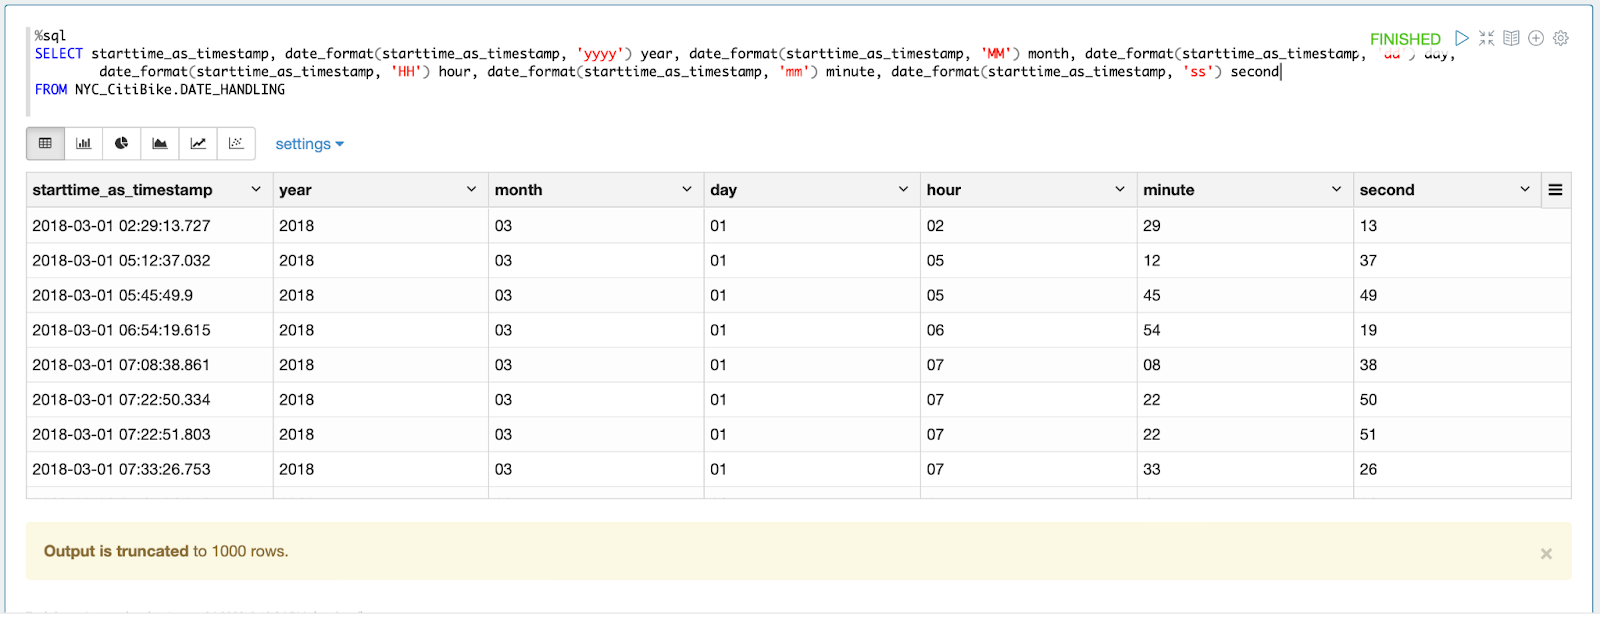 %sql
FINISHED
SELECT starttime_as_timestamp, date_format(starttime_as_timestamp, 'yyyy') year, date_format(starttime_as_timestamp, 'MM') month, date_format(starttime_as_timestamp, 'dd') day,
date_format(starttime_as_timestamp, 'HH') hour, date_format(starttime_as_timestamp, 'mm') minute, date_format(starttime_as_timestamp, 'ss') second
FROM NYC_CitiBike.DATE_HANDLING
settings
starttime_as_timestamp year month day hour minute second
2018-03-01 02:29:13.727 2018 03 01 02 29 13
2018-03-01 05:12:37.032 2018 03 01 05 12 37
2018-03-01 05:45:49.9 2018 03 01 05 45 49
2018-03-01 06:54:19.615 2018 03 01 06 54 19
2018-03-01 07:08:38.861 2018 03 01 07 08 38
2018-03-01 07:22:50.334 2018 03 01 07 22 50
2018-03-01 07:22:51.803 2018 03 01 07 22 51
2018-03-01 07:33:26.753 2018 03 01 07 33 26
Output is truncated to 1000 rows.